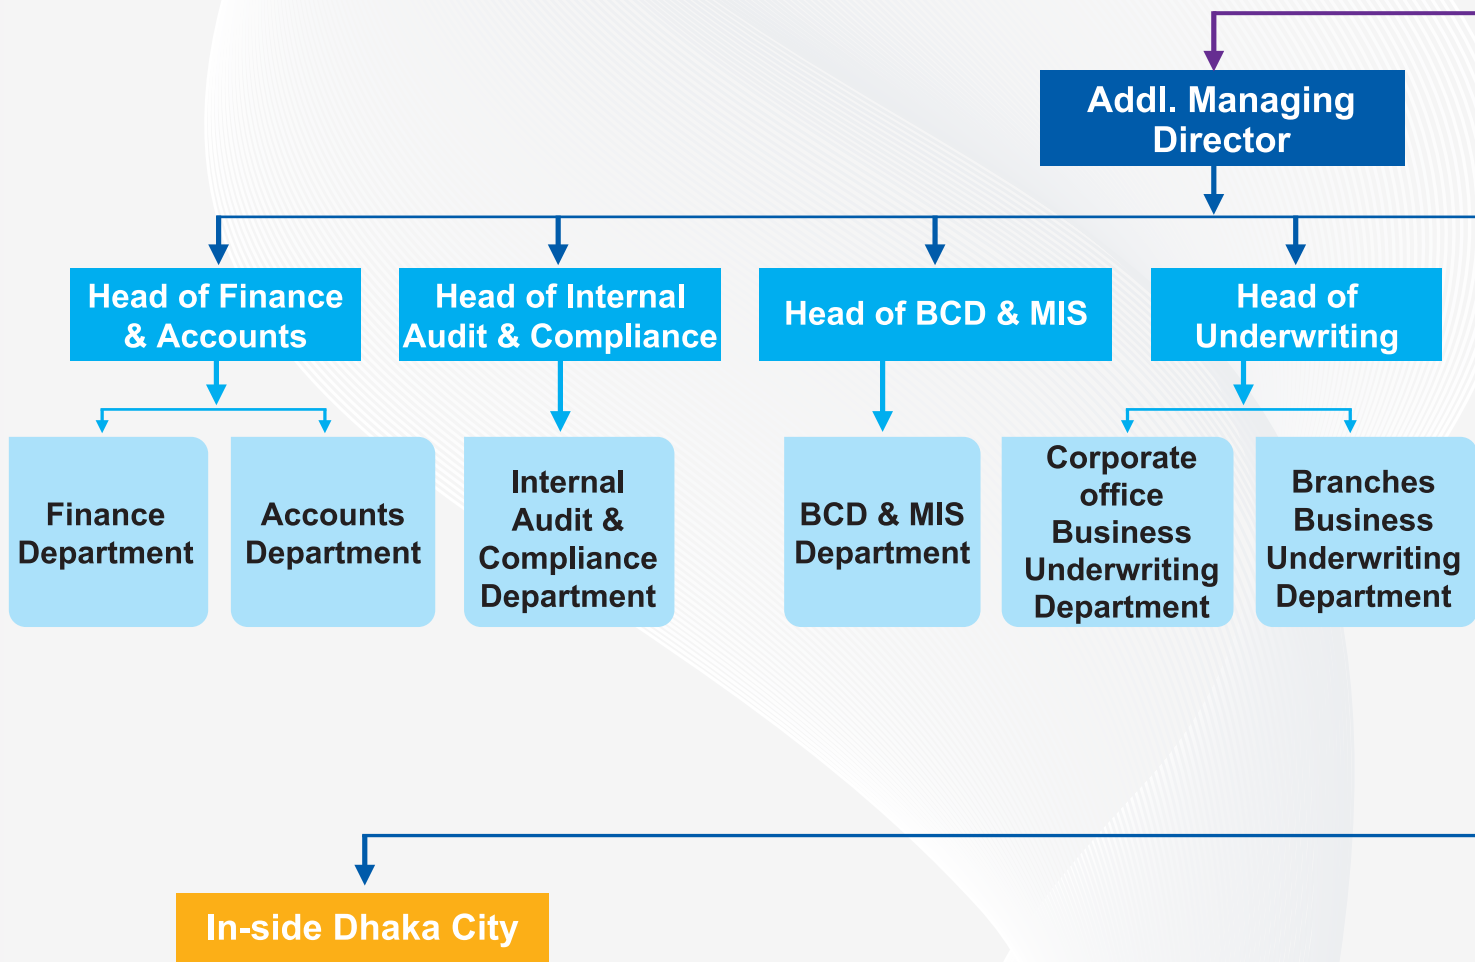 Addl. Managing
Director
Head of Finance
& Accounts
Head of Internal
Audit & Compliance
Head of BCD & MIS
Head of
Underwriting
Finance
Department
Accounts
Department
Internal
Audit &
Compliance
Department
BCD & MIS
Department
Corporate
office
Business
Underwriting
Department
Branches
Business
Underwriting
Department
In-side Dhaka City